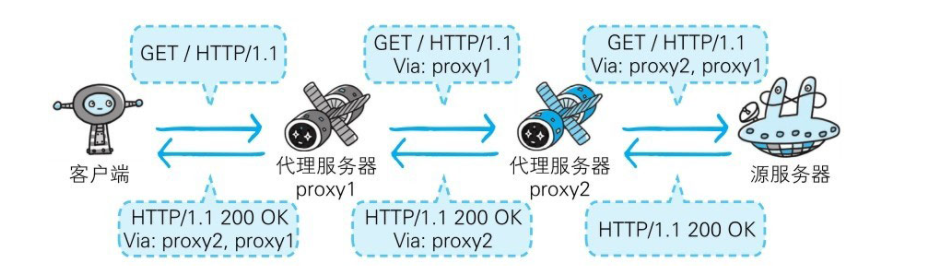 GET / HTTP/1.1
GET / HTTP/1.1
Via: proxy1
GET / HTTP/1.1
Via: proxy2, proxy1
客户端
代理服务器
proxy1
代理服务器
proxy2
源服务器
HTTP/1.1 200 OK
Via: proxy2, proxy1
HTTP/1.1 200 OK
Via: proxy2
HTTP/1.1 200 OK